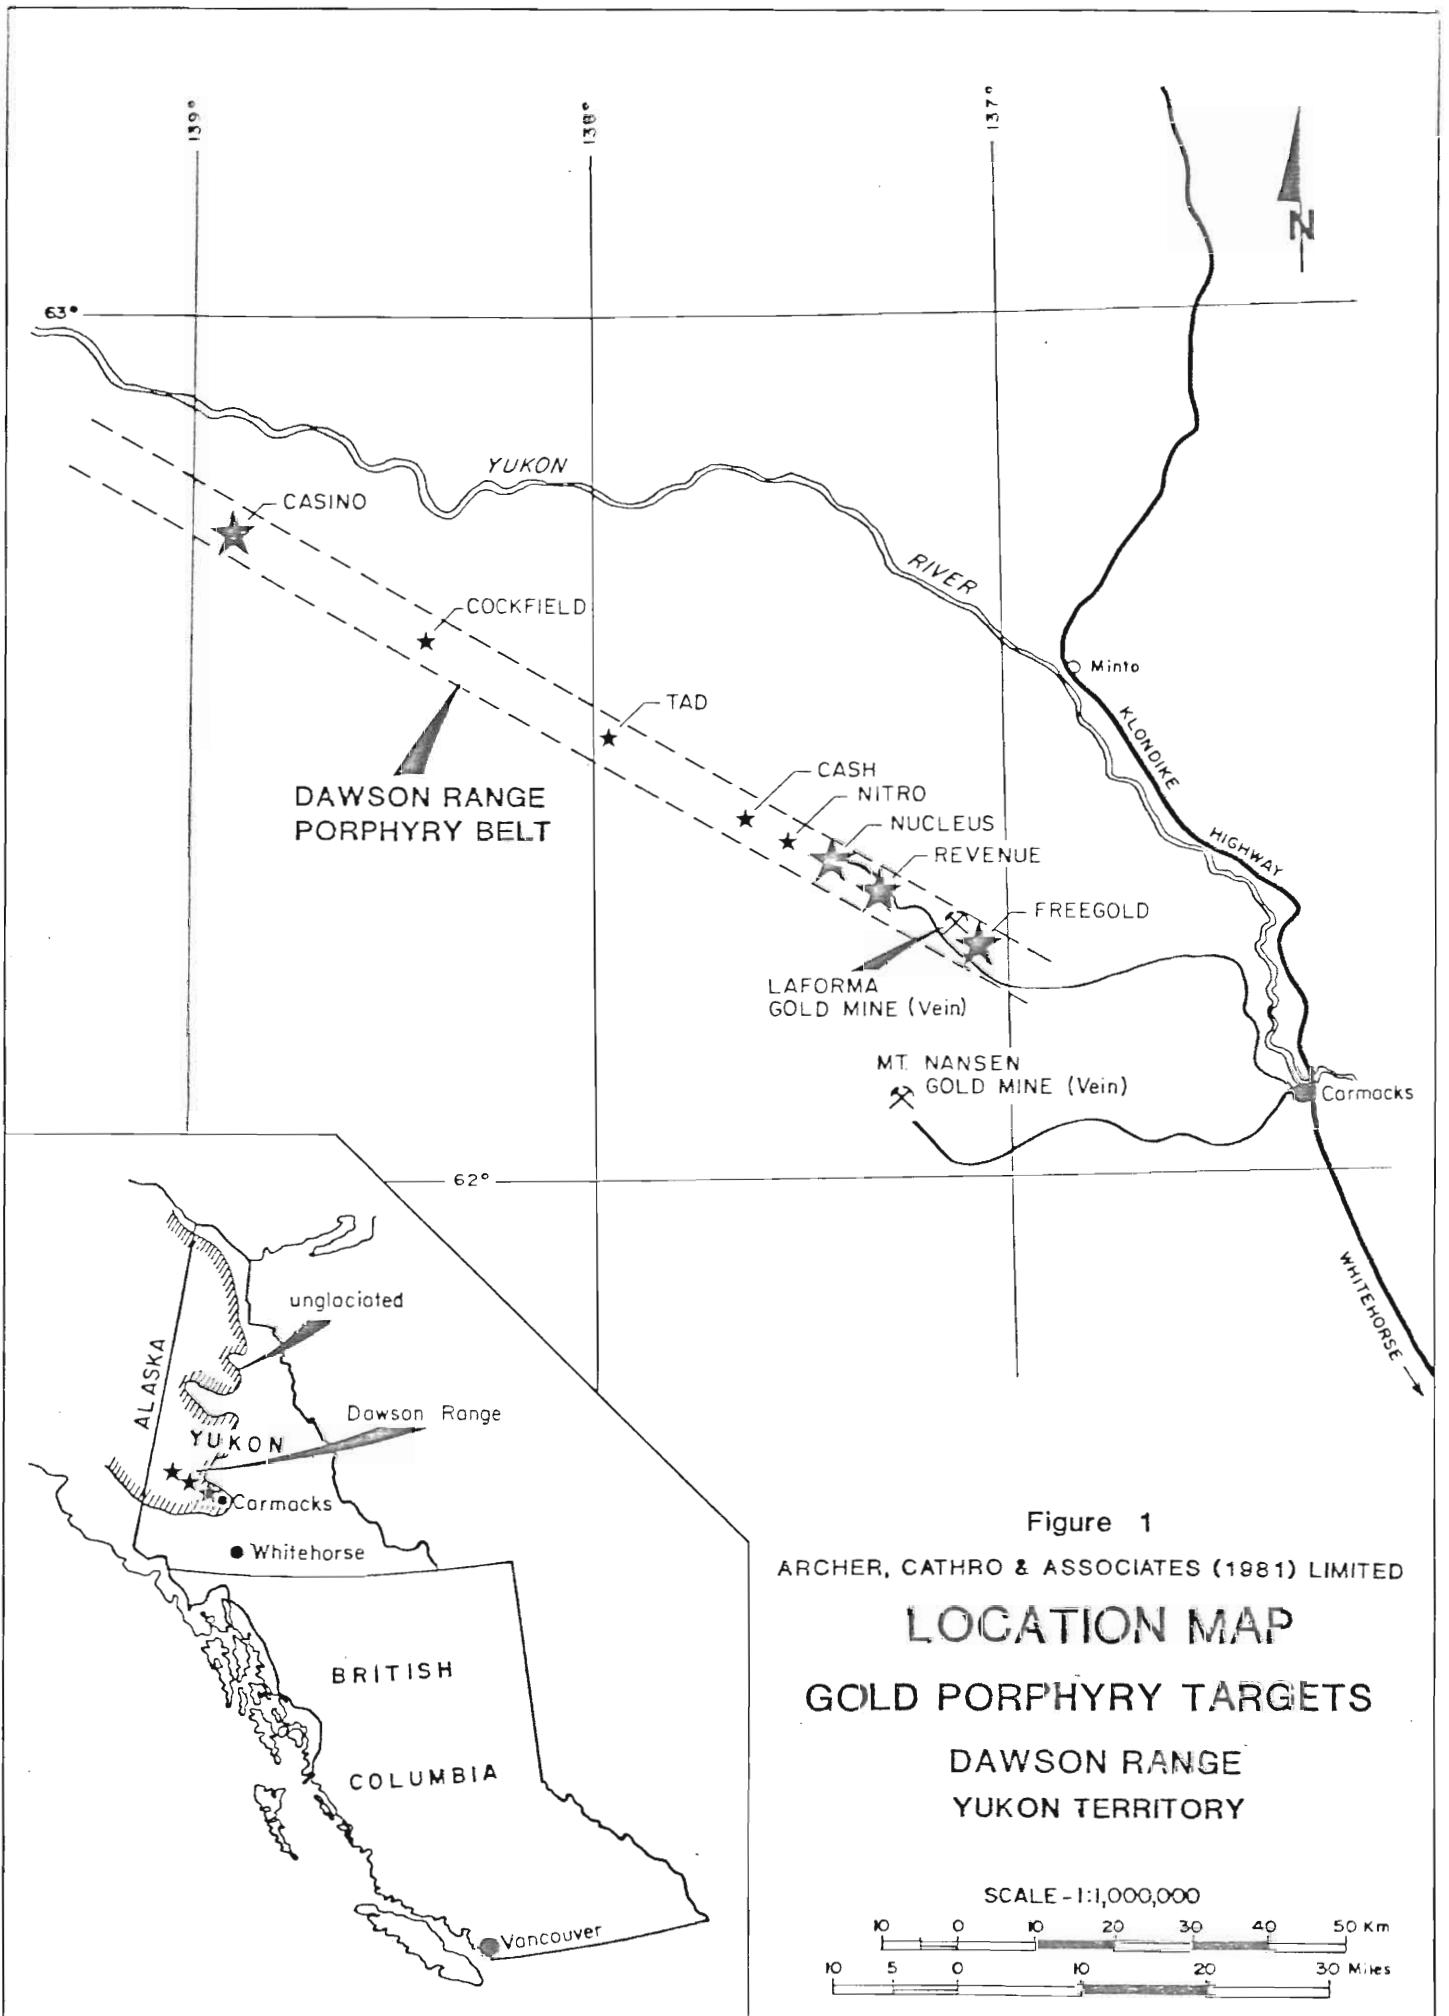 139°
138°
137°
N
63°
YUKON
RIVER
CASINO
COCKFIELD
TAD
Minto
KLONDIKE
HIGHWAY
CASH
NITRO
NUCLEUS
REVENUE
FREEGOLD
DAWSON RANGE
PORPHYRY BELT
LAFORMA
GOLD MINE (Vein)
MT. NANSEN
GOLD MINE (Vein)
Carmacks
62°
WHITEHORSE
unglaciated
ALASKA
Dawson Range
YUKON
Carmacks
Whitehorse
BRITISH
COLUMBIA
Vancouver
Figure 1
ARCHER, CATHRO & ASSOCIATES (1981) LIMITED
LOCATION MAP
GOLD PORPHYRY TARGETS
DAWSON RANGE
YUKON TERRITORY
SCALE - 1:1,000,000
10 0 10 20 30 40 50 Km
10 5 0 10 20 30 Miles